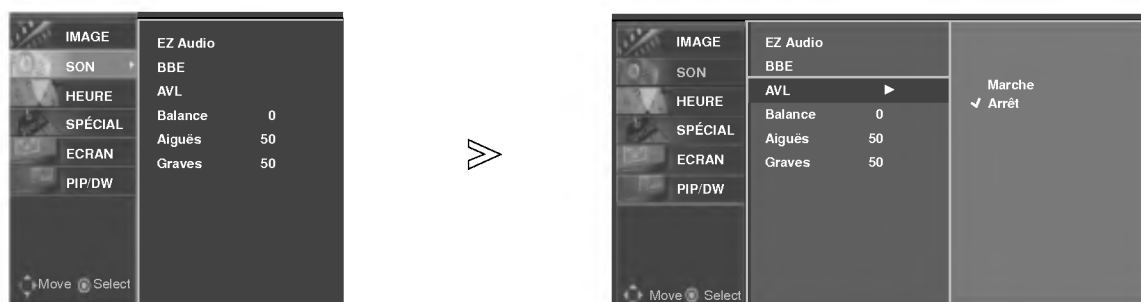 IMAGE
SON
HEURE
SPÉCIAL
ECRAN
PIP/DW
Move Select
EZ Audio
BBE
AVL
Balance 0
Aiguës 50
Graves 50
IMAGE
SON
HEURE
SPÉCIAL
ECRAN
PIP/DW
Move Select
EZ Audio
BBE
AVL
Balance 0
Aiguës 50
Graves 50
Marche
Arrêt